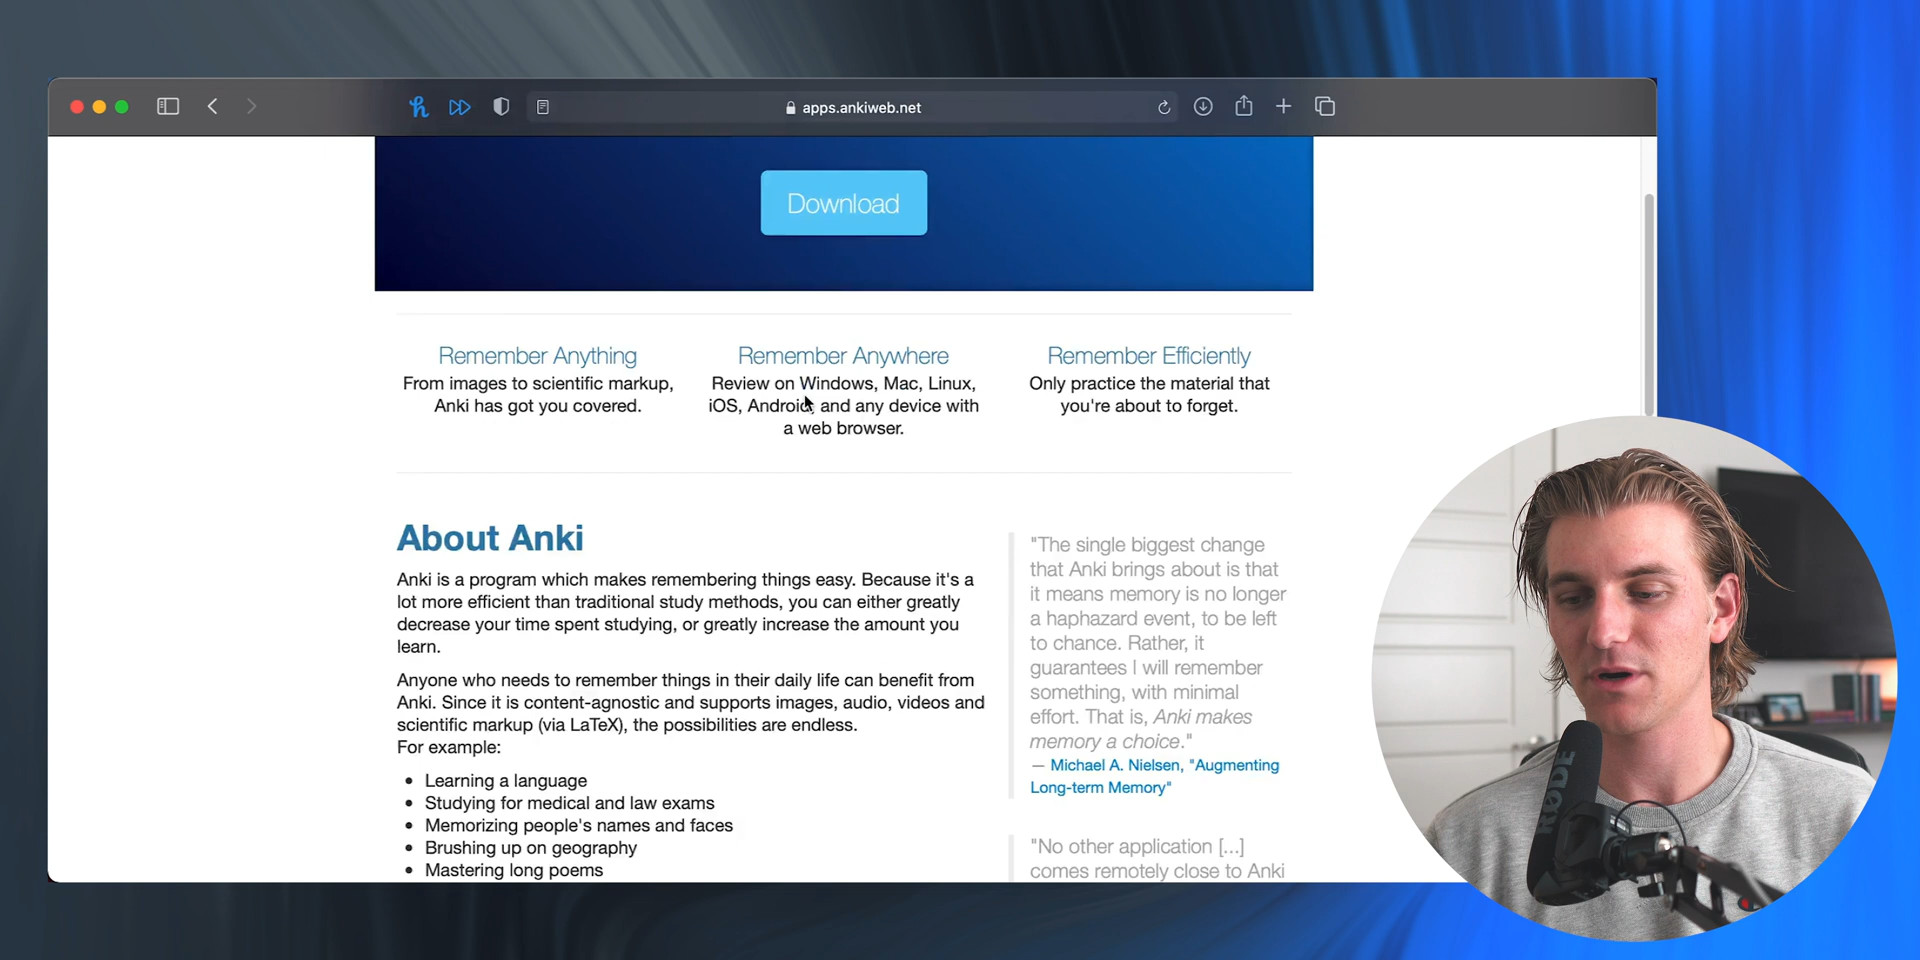 apps.ankiweb.net
Download
Remember Anything
From images to scientific markup,
Anki has got you covered.
Remember Anywhere
Review on Windows, Mac, Linux,
iOS, Android, and any device with
a web browser.
Remember Efficiently
Only practice the material that
you're about to forget.
About Anki
Anki is a program which makes remembering things easy. Because it's a
lot more efficient than traditional study methods, you can either greatly
decrease your time spent studying, or greatly increase the amount you
learn.
Anyone who needs to remember things in their daily life can benefit from
Anki. Since it is content-agnostic and supports images, audio, videos and
scientific markup (via LaTeX), the possibilities are endless.
For example:
• Learning a language
• Studying for medical and law exams
• Memorizing people's names and faces
• Brushing up on geography
• Mastering long poems
"The single biggest change
that Anki brings about is that
it means memory is no longer
a haphazard event, to be left
to chance. Rather, it
guarantees I will remember
something, with minimal
effort. That is, Anki makes
memory a choice."
— Michael A. Nielsen, "Augmenting
Long-term Memory"
"No other application [...]
comes remotely close to Anki
RØDE